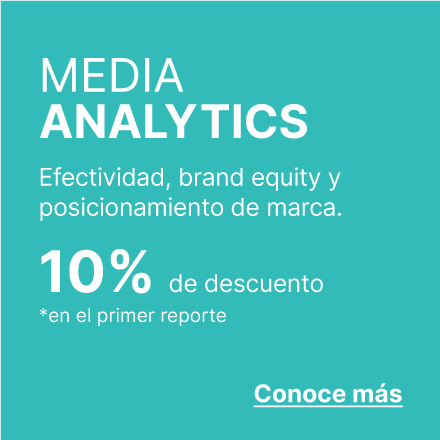 MEDIA
ANALYTICS
Efectividad, brand equity y
posicionamiento de marca.
10% de descuento
*en el primer reporte
Conoce más